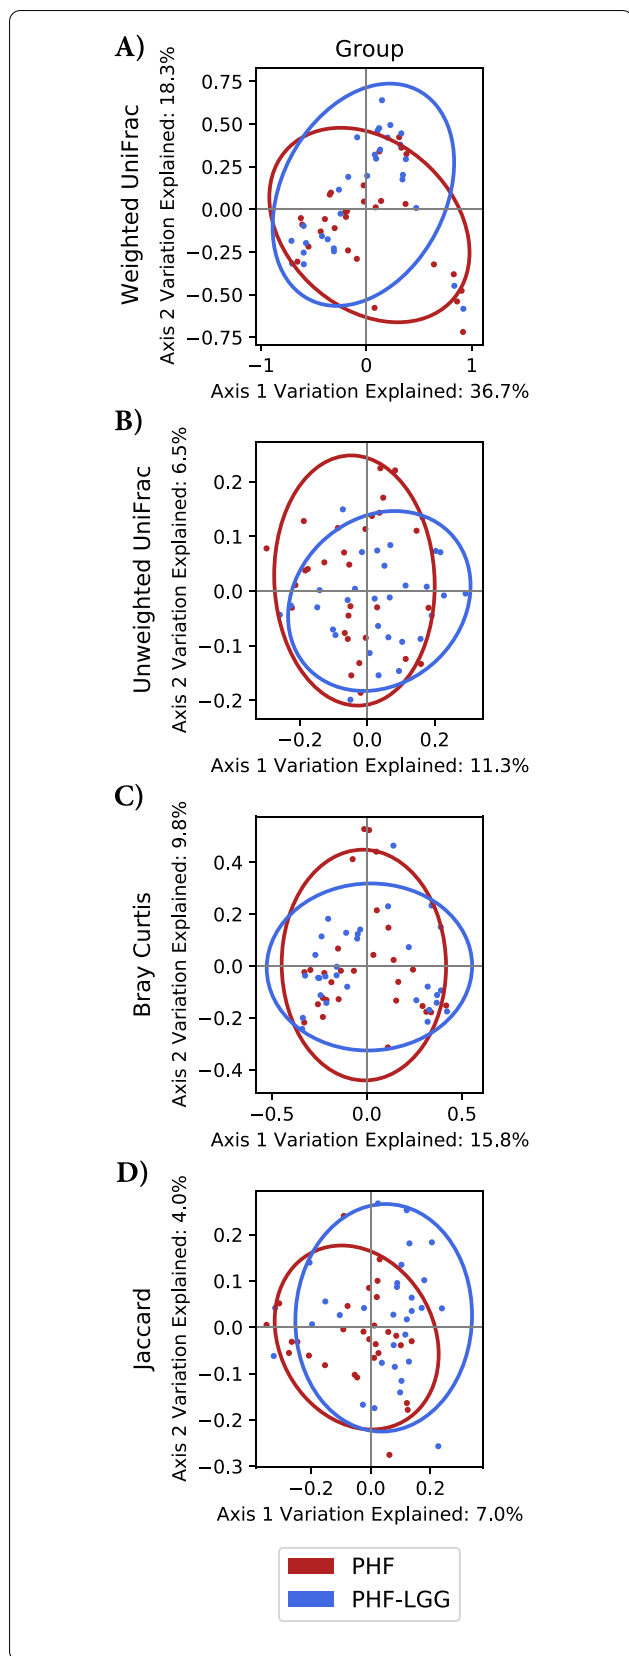 A)
Group
Weighted UniFrac
Axis 2 Variation Explained: 18.3%
0.75
0.50
0.25
0.00
−0.25
−0.50
−0.75
−1 0 1
Axis 1 Variation Explained: 36.7%
B)
Unweighted UniFrac
Axis 2 Variation Explained: 6.5%
0.2
0.1
0.0
−0.1
−0.2
−0.2 0.0 0.2
Axis 1 Variation Explained: 11.3%
C)
Bray Curtis
Axis 2 Variation Explained: 9.8%
0.4
0.2
0.0
−0.2
−0.4
−0.5 0.0 0.5
Axis 1 Variation Explained: 15.8%
D)
Jaccard
Axis 2 Variation Explained: 4.0%
0.2
0.1
0.0
−0.1
−0.2
−0.3
−0.2 0.0 0.2
Axis 1 Variation Explained: 7.0%
PHF
PHF-LGG